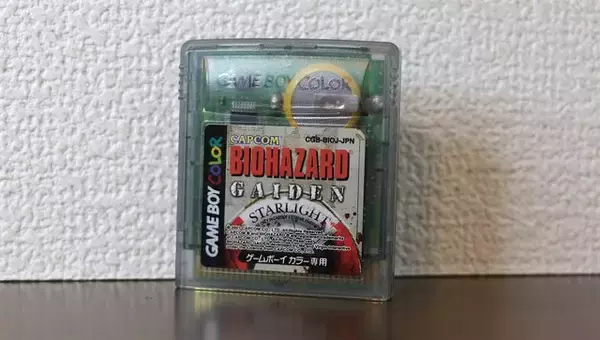 GAME BOY COLOR
GAME BOY COLOR
CAPCOM
CGB-BIOJ-JPN
BIOHAZARD
GAIDEN
STARLIGHT
ゲームボーイカラー専用